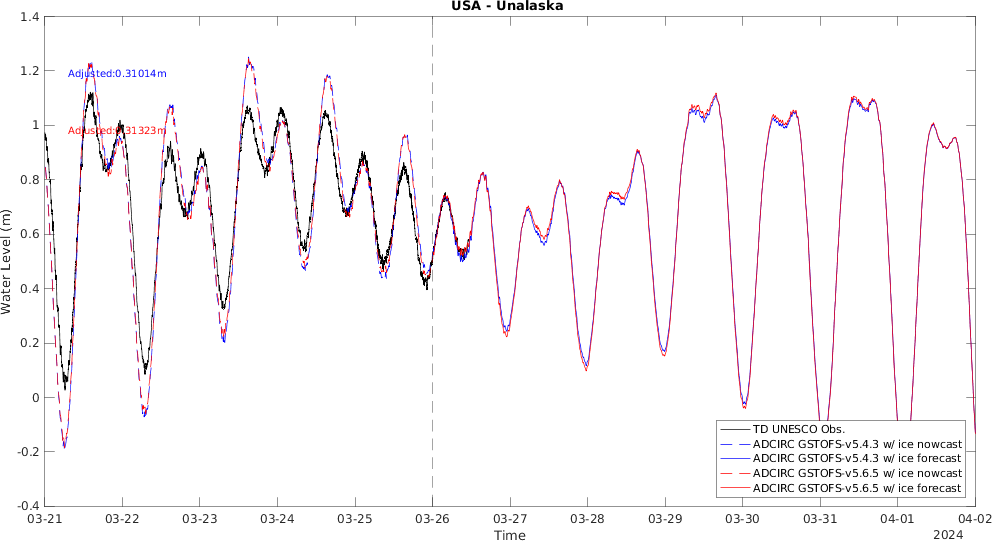 USA - Unalaska
1.4
1.2
1
0.8
0.6
0.4
0.2
0
-0.2
-0.4
Water Level (m)
Adjusted:0.31014m
Adjusted:0.31323m
TD UNESCO Obs.
ADCIRC GSTOFS-v5.4.3 w/ ice nowcast
ADCIRC GSTOFS-v5.4.3 w/ ice forecast
ADCIRC GSTOFS-v5.6.5 w/ ice nowcast
ADCIRC GSTOFS-v5.6.5 w/ ice forecast
03-21 03-22 03-23 03-24 03-25 03-26 03-27 03-28 03-29 03-30 03-31 04-01 04-02
Time
2024